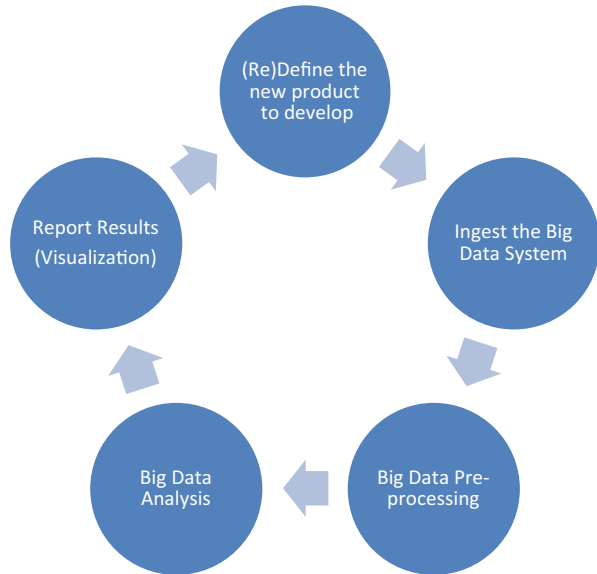 (Re)Define the
new product
to develop
Ingest the Big
Data System
Big Data Pre-
processing
Big Data
Analysis
Report Results
(Visualization)